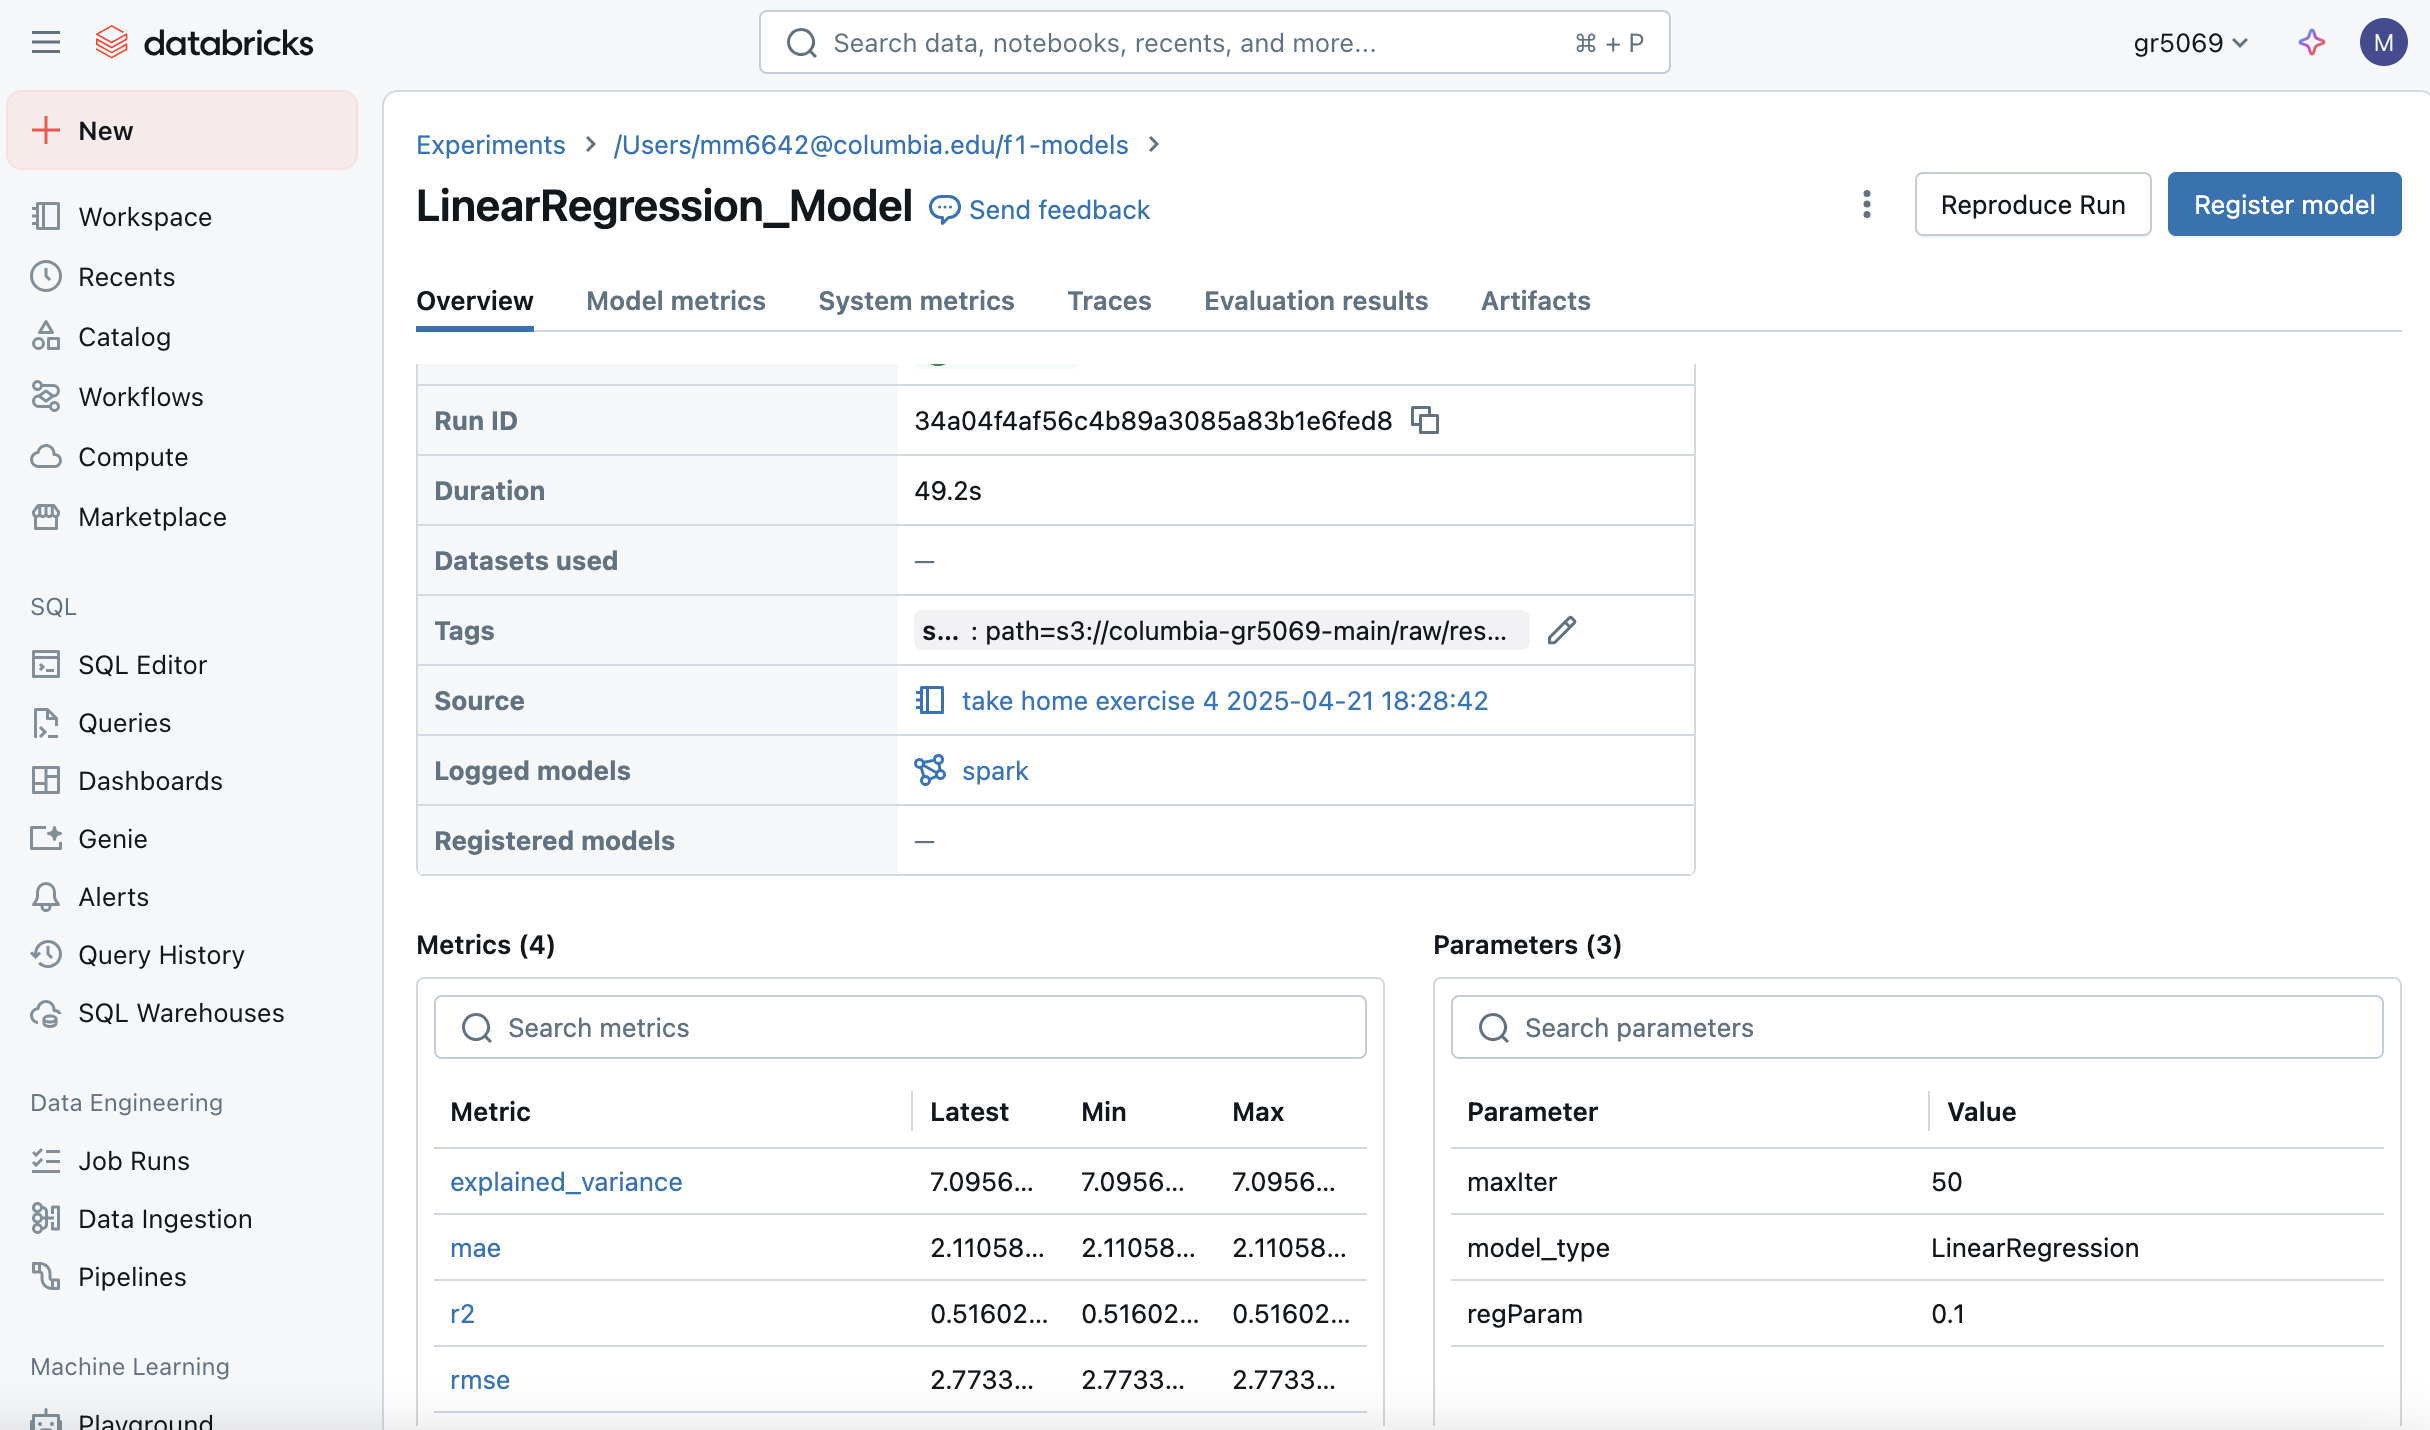 databricks
Search data, notebooks, recents, and more...
⌘ + P
gr5069
M
New
Workspace
Recents
Catalog
Workflows
Compute
Marketplace
SQL
SQL Editor
Queries
Dashboards
Genie
Alerts
Query History
SQL Warehouses
Data Engineering
Job Runs
Data Ingestion
Pipelines
Machine Learning
Playground
Experiments > /Users/mm6642@columbia.edu/f1-models >
LinearRegression_Model
Send feedback
Reproduce Run
Register model
Overview
Model metrics
System metrics
Traces
Evaluation results
Artifacts
Run ID 34a04f4af56c4b89a3085a83b1e6fed8
Duration 49.2s
Datasets used —
Tags s... : path=s3://columbia-gr5069-main/raw/res...
Source take home exercise 4 2025-04-21 18:28:42
Logged models spark
Registered models —
Metrics (4)
Search metrics
Metric Latest Min Max
explained_variance 7.0956... 7.0956... 7.0956...
mae 2.11058... 2.11058... 2.11058...
r2 0.51602... 0.51602... 0.51602...
rmse 2.7733... 2.7733... 2.7733...
Parameters (3)
Search parameters
Parameter Value
maxIter 50
model_type LinearRegression
regParam 0.1